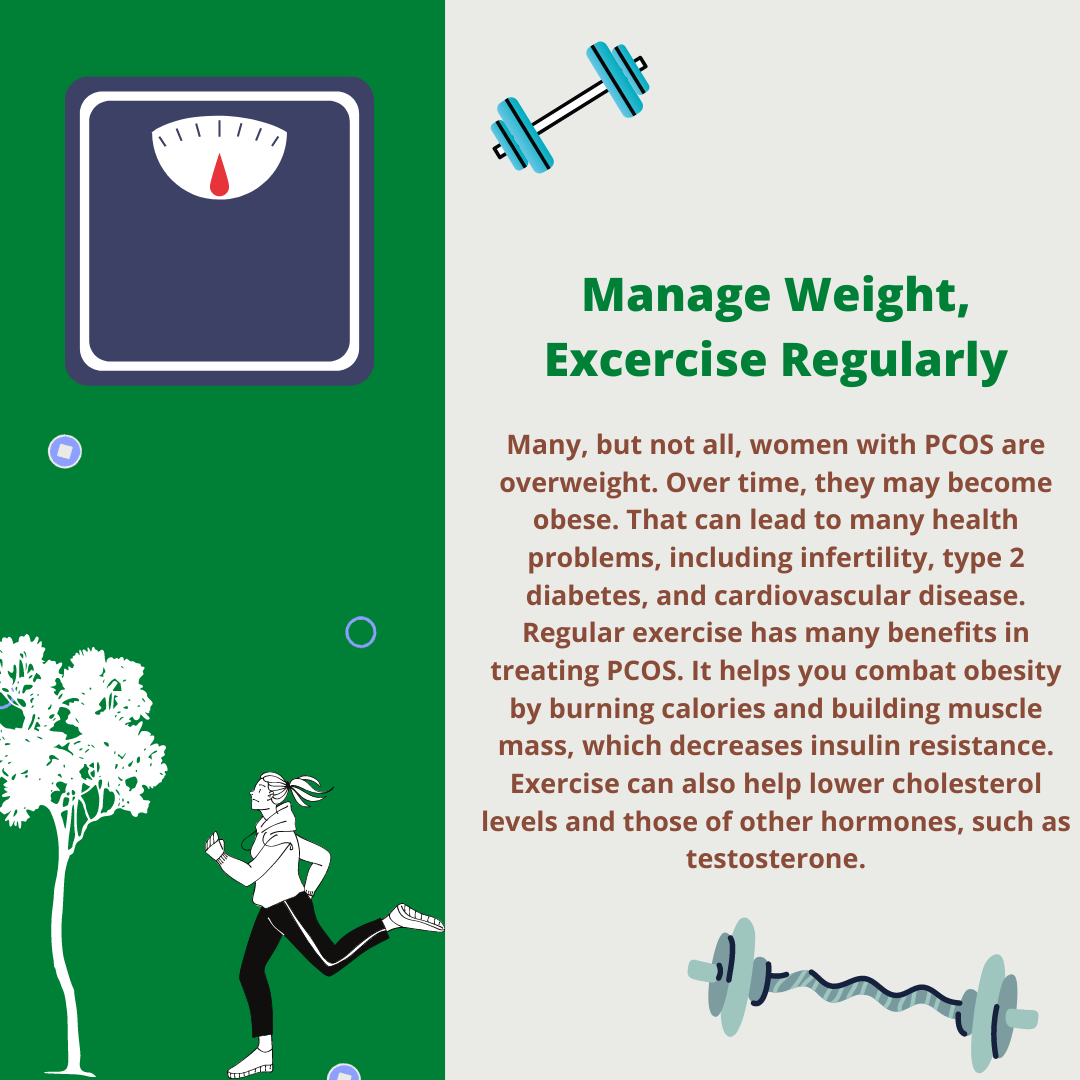 Manage Weight,
Excercise Regularly
Many, but not all, women with PCOS are
overweight. Over time, they may become
obese. That can lead to many health
problems, including infertility, type 2
diabetes, and cardiovascular disease.
Regular exercise has many benefits in
treating PCOS. It helps you combat obesity
by burning calories and building muscle
mass, which decreases insulin resistance.
Exercise can also help lower cholesterol
levels and those of other hormones, such as
testosterone.